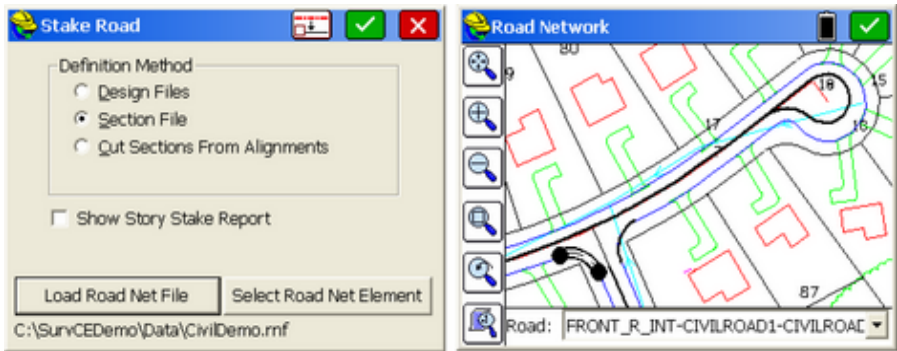 Stake Road
Definition Method
Design Files
Section File
Cut Sections From Alignments
Show Story Stake Report
Load Road Net File
Select Road Net Element
C:\SurvCEDemo\Data\CivilDemo.rnf
Road Network
80
9
18
15
17
13
87
Road:
FRONT_R_INT-CIVILROAD1-CIVILROAD